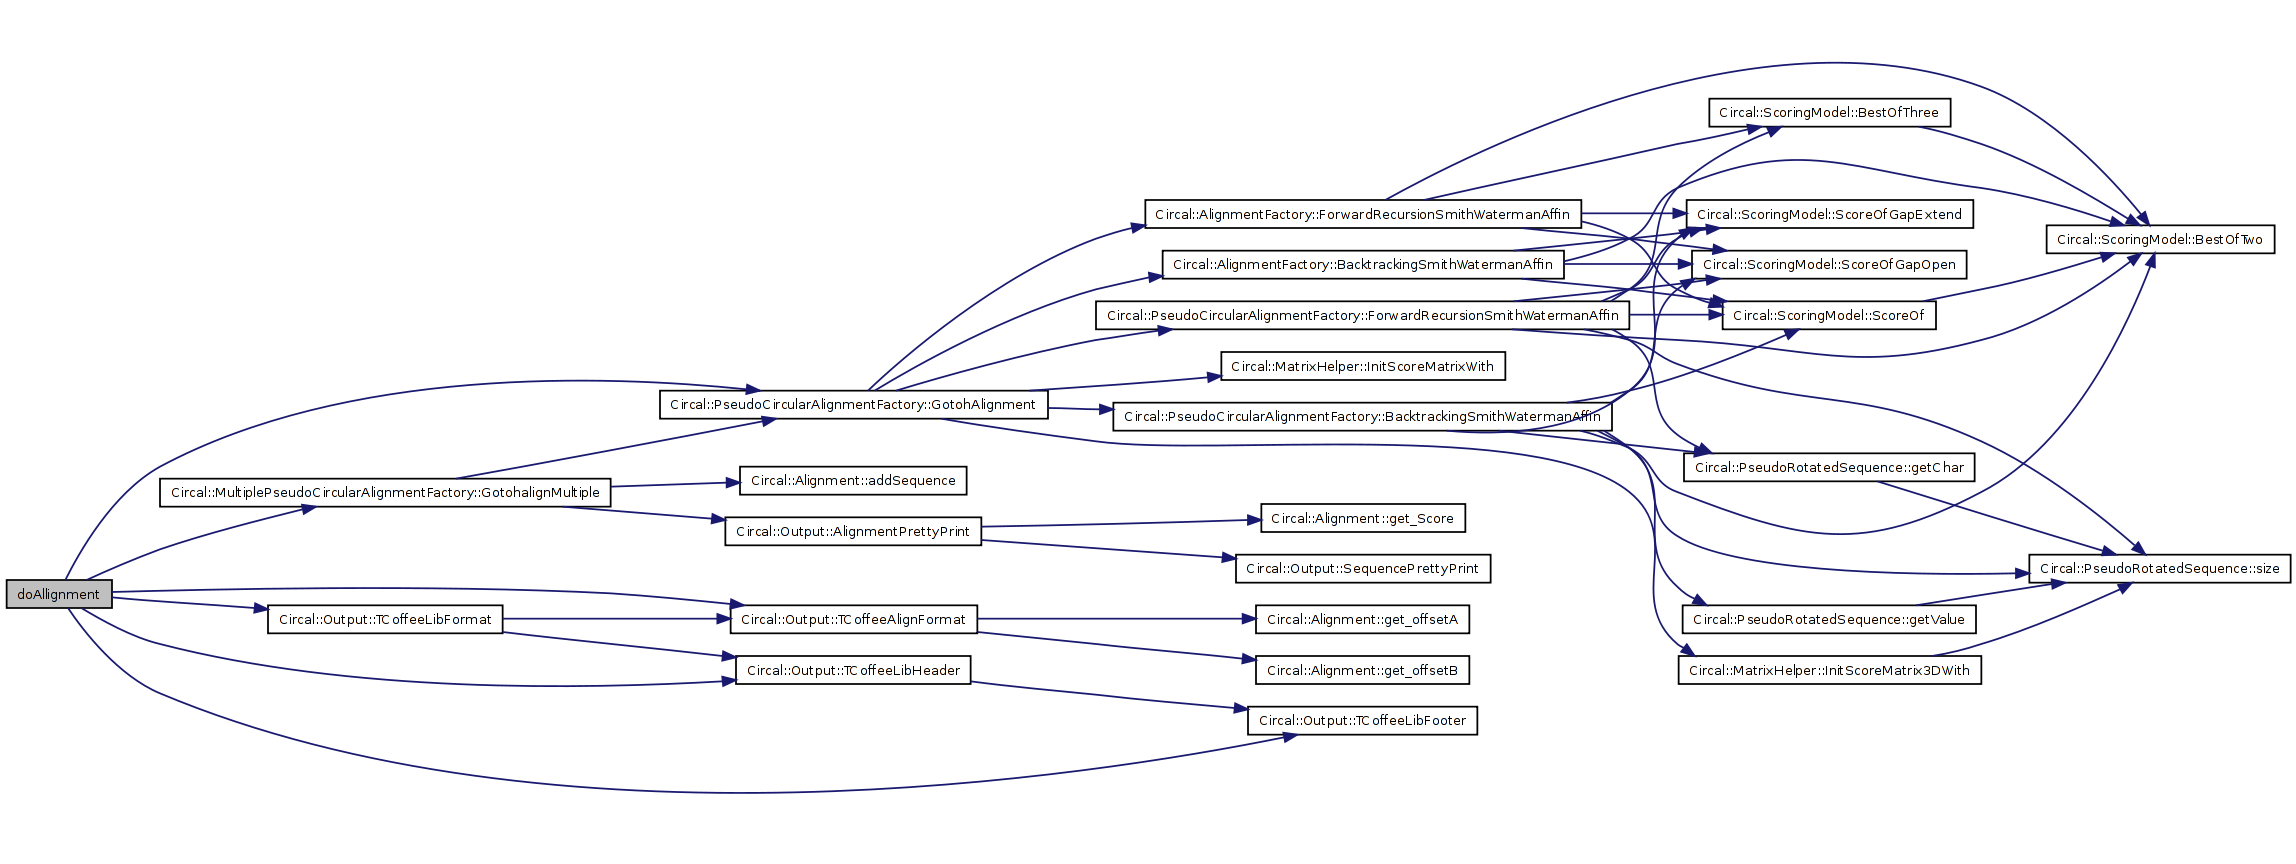 doAllignment
Circal::MultiplePseudoCircularAlignmentFactory::GotohalignMultiple
Circal::Output::TCoffeeLibFormat
Circal::PseudoCircularAlignmentFactory::GotohAlignment
Circal::Alignment::addSequence
Circal::Output::AlignmentPrettyPrint
Circal::Output::TCoffeeAlignFormat
Circal::Output::TCoffeeLibHeader
Circal::AlignmentFactory::ForwardRecursionSmithWatermanAffin
Circal::AlignmentFactory::BacktrackingSmithWatermanAffin
Circal::PseudoCircularAlignmentFactory::ForwardRecursionSmithWatermanAffin
Circal::MatrixHelper::InitScoreMatrixWith
Circal::PseudoCircularAlignmentFactory::BacktrackingSmithWatermanAffin
Circal::Alignment::get_Score
Circal::Output::SequencePrettyPrint
Circal::Alignment::get_offsetA
Circal::Alignment::get_offsetB
Circal::Output::TCoffeeLibFooter
Circal::ScoringModel::BestOfThree
Circal::ScoringModel::ScoreOfGapExtend
Circal::ScoringModel::ScoreOfGapOpen
Circal::ScoringModel::ScoreOf
Circal::PseudoRotatedSequence::getChar
Circal::PseudoRotatedSequence::getValue
Circal::MatrixHelper::InitScoreMatrix3DWith
Circal::ScoringModel::BestOfTwo
Circal::PseudoRotatedSequence::size